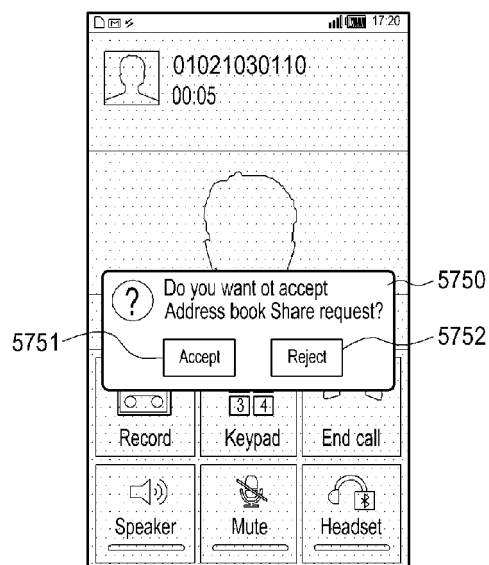 17:20
01021030110
00:05
Do you want ot accept
Address book Share request?
5750
5751
5752
Accept
Reject
3 4
Record
Keypad
End call
Speaker
Mute
Headset